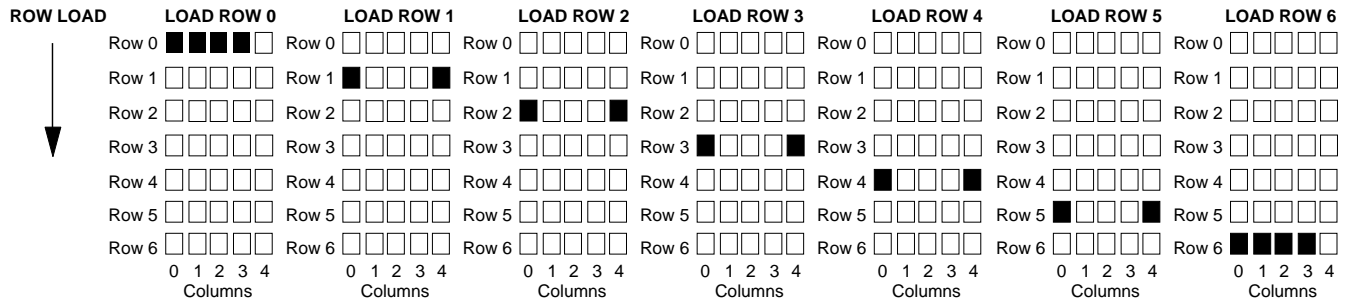 ROW LOAD LOAD ROW 0 LOAD ROW 1 LOAD ROW 2 LOAD ROW 3 LOAD ROW 4 LOAD ROW 5 LOAD ROW 6
Row 0 Row 0 Row 0 Row 0 Row 0 Row 0 Row 0
Row 1 Row 1 Row 1 Row 1 Row 1 Row 1 Row 1
Row 2 Row 2 Row 2 Row 2 Row 2 Row 2 Row 2
Row 3 Row 3 Row 3 Row 3 Row 3 Row 3 Row 3
Row 4 Row 4 Row 4 Row 4 Row 4 Row 4 Row 4
Row 5 Row 5 Row 5 Row 5 Row 5 Row 5 Row 5
Row 6 Row 6 Row 6 Row 6 Row 6 Row 6 Row 6
0 1 2 3 4 0 1 2 3 4 0 1 2 3 4 0 1 2 3 4 0 1 2 3 4 0 1 2 3 4 0 1 2 3 4
Columns Columns Columns Columns Columns Columns Columns